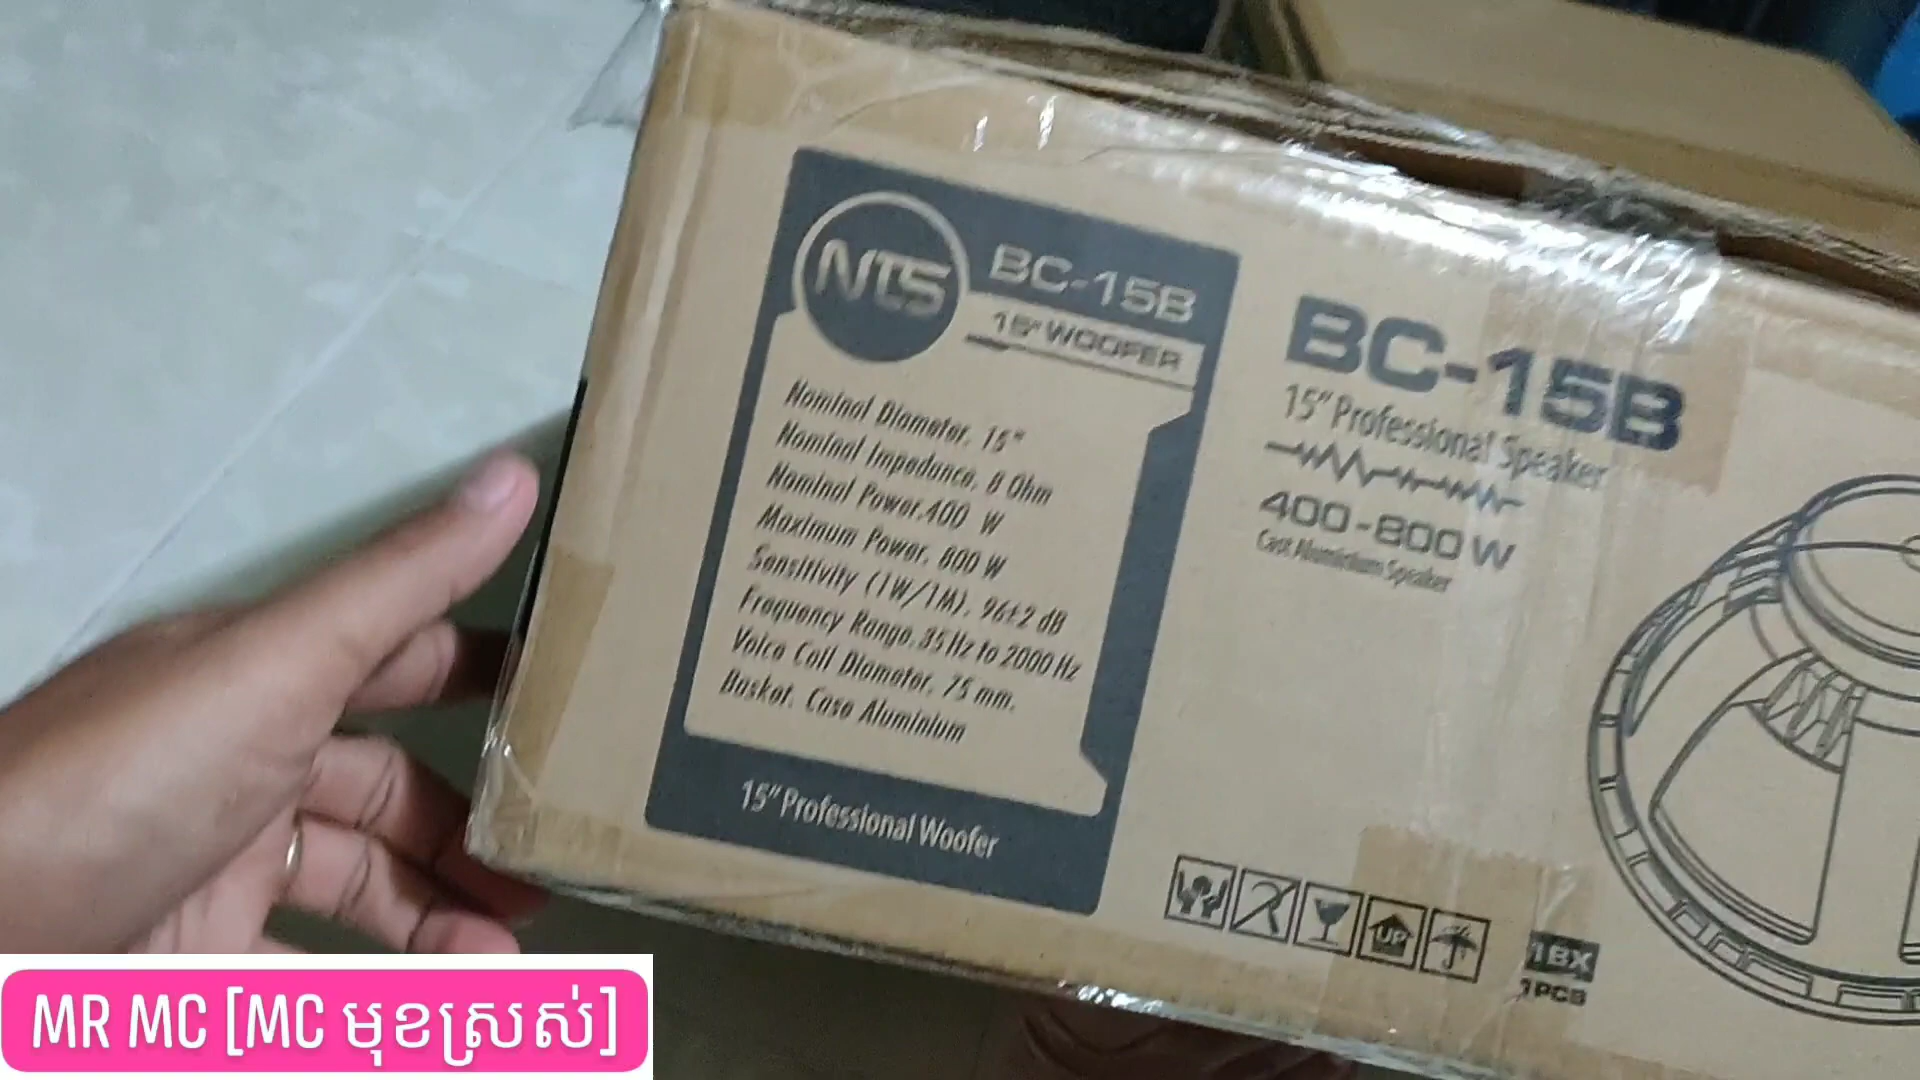 NTS
BC-15B
15" WOOFER
Nominal Diameter. 15"
Nominal Impedance. 8 Ohm
Nominal Power.400 W
Maximum Power. 800 W
Sensitivity (1W/1M). 96±2 dB
Frequency Range.35 Hz to 2000 Hz
Voice Coil Diameter. 75 mm.
Basket. Case Aluminium
15" Professional Woofer
BC-15B
15" Professional Speaker
400-800 W
Cast Aluminium Speaker
UP
1BX
1PCS
MR MC [MC មុខស្រស់]